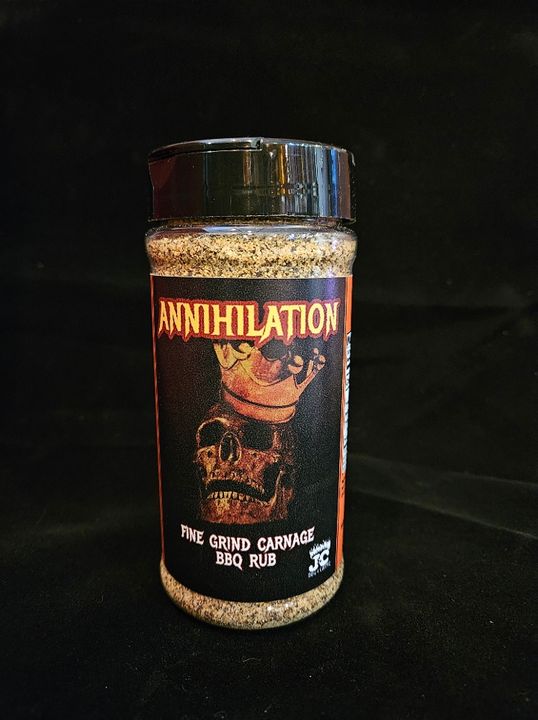 ANNIHILATION
FINE GRIND CARNAGE
BBQ RUB
JC